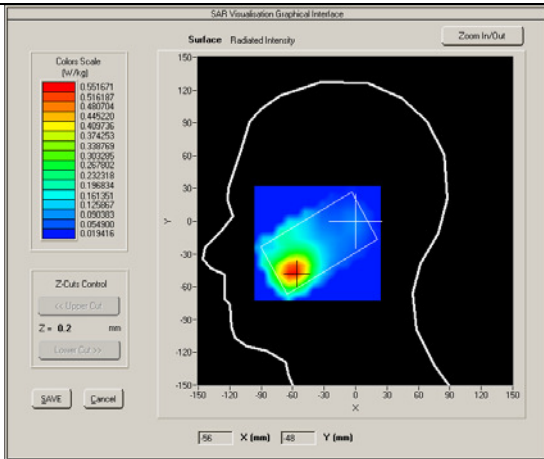 SAR Visualisation Graphical Interface
Surface Radiated Intensity
Zoom In/Out
Colors Scale
(W/kg)
0.551671
0.516187
0.480704
0.445220
0.409736
0.374253
0.338769
0.303285
0.267802
0.232318
0.196834
0.161351
0.125867
0.090383
0.054900
0.019416
Z-Cuts Control
<< Upper Cut
Z = 0.2 mm
Lower Cut >>
SAVE Cancel
150
120
90
60
30
0
-30
-60
-90
-120
-150
Y
-150 -120 -90 -60 -30 0 30 60 90 120 150
X
-56 X (mm) -48 Y (mm)